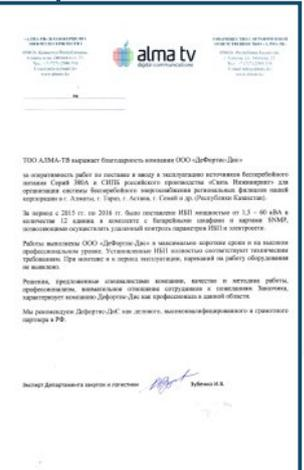 alma tv
digital communications
№
ТОО АЛМА-ТВ выражает благодарность компании ООО «ДеФортис-Дис»
за оперативность работ по поставке и вводу в эксплуатацию источников бесперебойного
питания Серий ЭВЛА и СИПБ российского производства «Связь Инжиниринг» для
организации системы бесперебойного энергоснабжения региональных филиалов нашей
корпорации в г. Алматы, г. Тараз, г. Астана, г. Семей и др. (Республики Казахстан).
За период с 2015 гг. по 2016 гг. было поставлено ИБП мощностью от 1,5 – 60 кВА в
количестве 12 единиц в комплекте с батарейными шкафами и картами SNMP,
позволяющими осуществлять удаленный контроль параметров ИБП и электросети.
Работы выполнены ООО «ДеФортис-Дис» в максимально короткие сроки и на высоком
профессиональном уровне. Установленные ИБП полностью соответствуют техническим
требованиям. При монтаже и в период эксплуатации, нареканий на работу оборудования
не выявлено.
Решения, предложенные специалистами компании, качество и методика работы,
профессионализм, внимательное отношение сотрудников к пожеланиям Заказчика,
характеризует компанию Дефортис-Дис как профессионала в данной области.
Мы рекомендуем Дефортис-ДиС как делового, высококвалифицированного и грамотного
партнера в РФ.
Эксперт Департамента закупок и логистики Зубенко И.В.